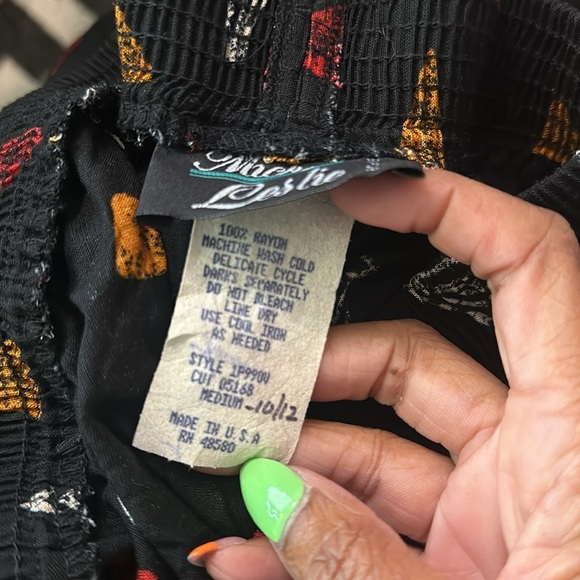 Leslie
100% RAYON
MACHINE WASH COLD
DELICATE CYCLE
DARKS SEPARATELY
DO NOT BLEACH
LINE DRY
USE COOL IRON
AS NEEDED
STYLE 1P9900
CUT 05168
MEDIUM -10/12
MADE IN U.S.A
RN 48580